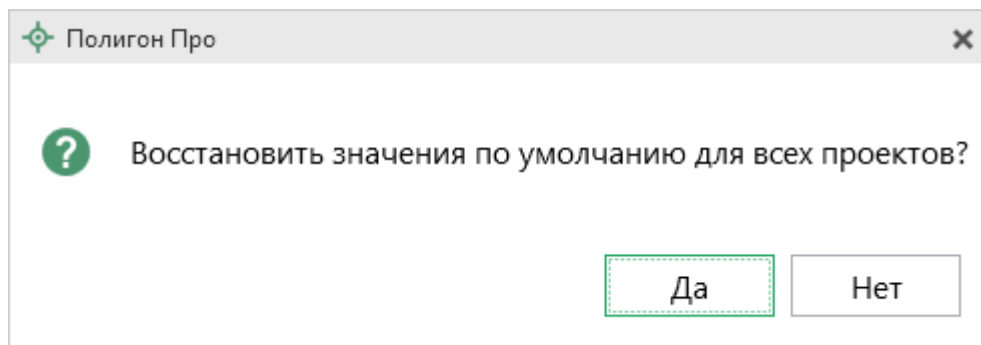 Полигон Про
Восстановить значения по умолчанию для всех проектов?
Да
Нет